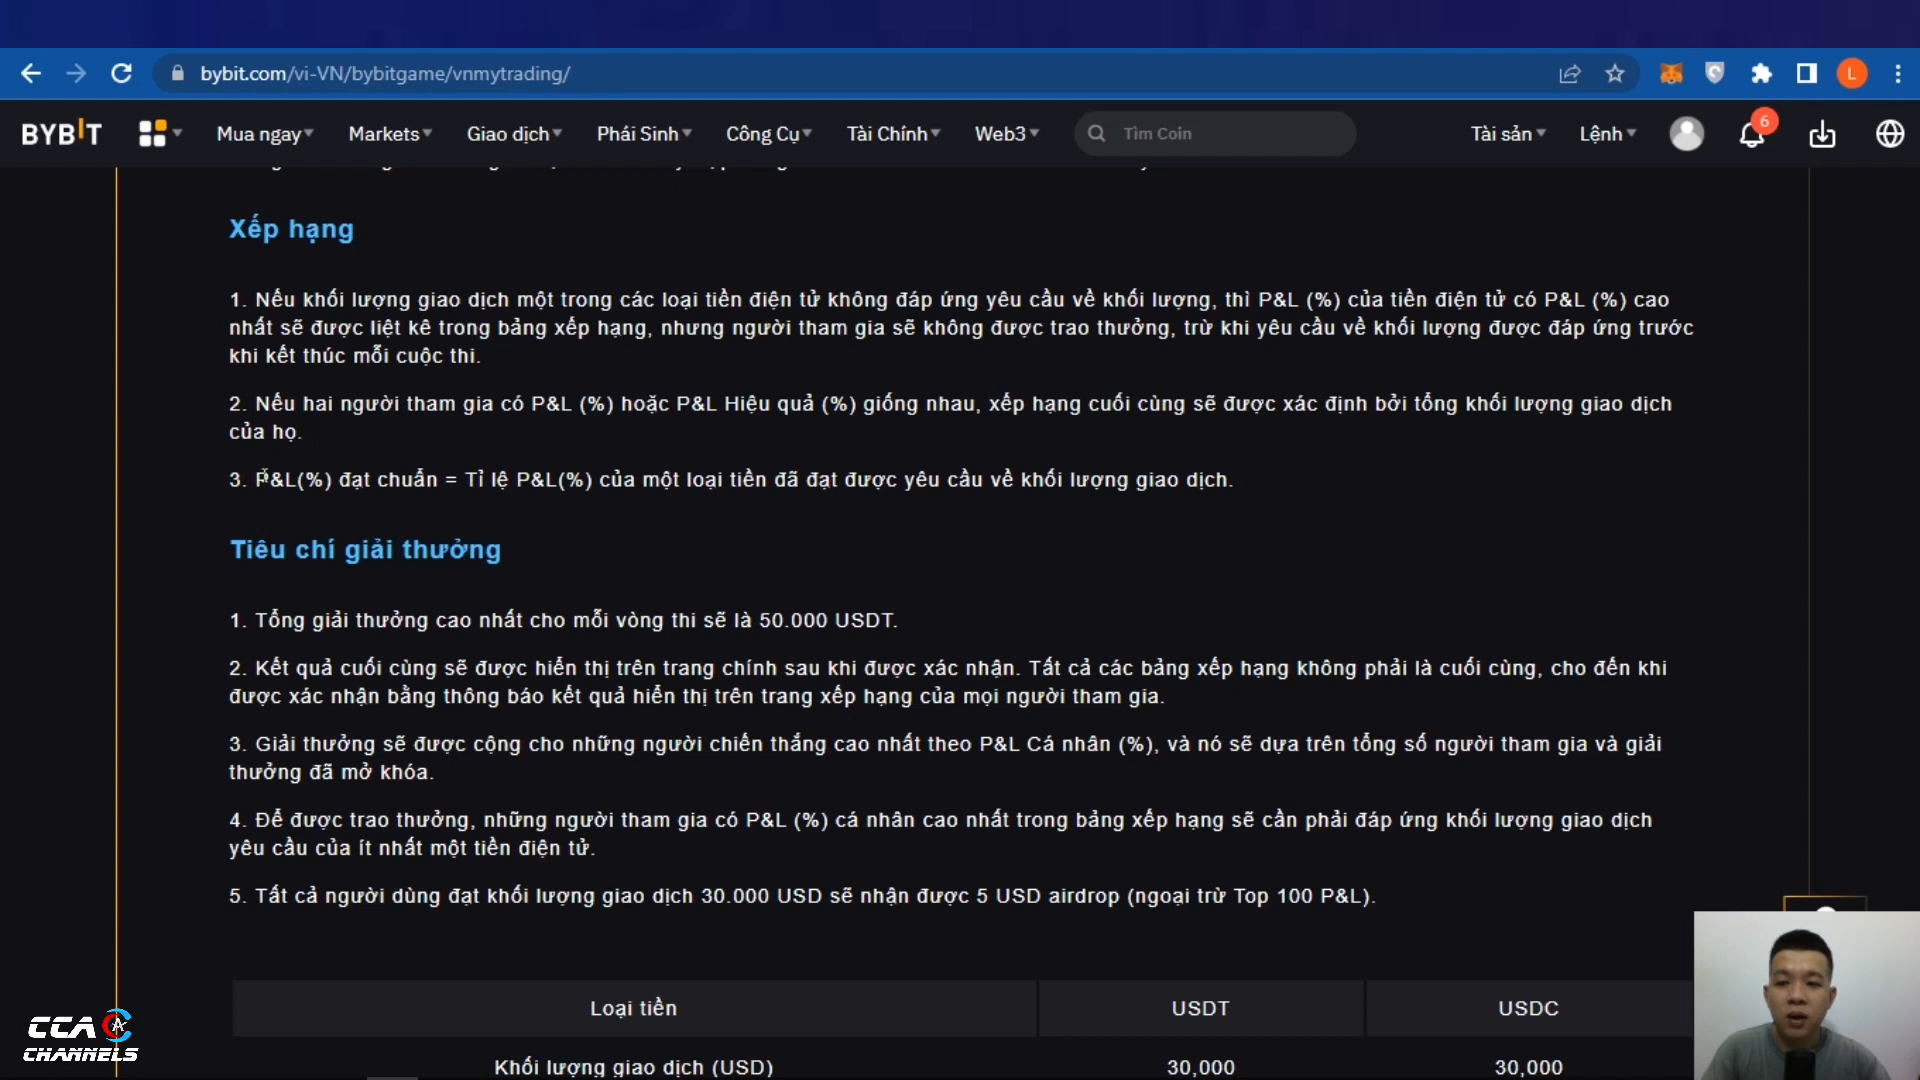 bybit.com/vi-VN/bybitgame/vnmytrading/
L
BYBIT Mua ngay Markets Giao dịch Phái Sinh Công Cụ Tài Chính Web3 Tìm Coin Tài sản Lệnh 6
Xếp hạng
1. Nếu khối lượng giao dịch một trong các loại tiền điện tử không đáp ứng yêu cầu về khối lượng, thì P&L (%) của tiền điện tử có P&L (%) cao
nhất sẽ được liệt kê trong bảng xếp hạng, nhưng người tham gia sẽ không được trao thưởng, trừ khi yêu cầu về khối lượng được đáp ứng trước
khi kết thúc mỗi cuộc thi.
2. Nếu hai người tham gia có P&L (%) hoặc P&L Hiệu quả (%) giống nhau, xếp hạng cuối cùng sẽ được xác định bởi tổng khối lượng giao dịch
của họ.
3. P&L(%) đạt chuẩn = Tỉ lệ P&L(%) của một loại tiền đã đạt được yêu cầu về khối lượng giao dịch.
Tiêu chí giải thưởng
1. Tổng giải thưởng cao nhất cho mỗi vòng thi sẽ là 50.000 USDT.
2. Kết quả cuối cùng sẽ được hiển thị trên trang chính sau khi được xác nhận. Tất cả các bảng xếp hạng không phải là cuối cùng, cho đến khi
được xác nhận bằng thông báo kết quả hiển thị trên trang xếp hạng của mọi người tham gia.
3. Giải thưởng sẽ được cộng cho những người chiến thắng cao nhất theo P&L Cá nhân (%), và nó sẽ dựa trên tổng số người tham gia và giải
thưởng đã mở khóa.
4. Để được trao thưởng, những người tham gia có P&L (%) cá nhân cao nhất trong bảng xếp hạng sẽ cần phải đáp ứng khối lượng giao dịch
yêu cầu của ít nhất một tiền điện tử.
5. Tất cả người dùng đạt khối lượng giao dịch 30.000 USD sẽ nhận được 5 USD airdrop (ngoại trừ Top 100 P&L).
Loại tiền USDT USDC
Khối lượng giao dịch (USD) 30,000 30,000
CCA
CHANNELS